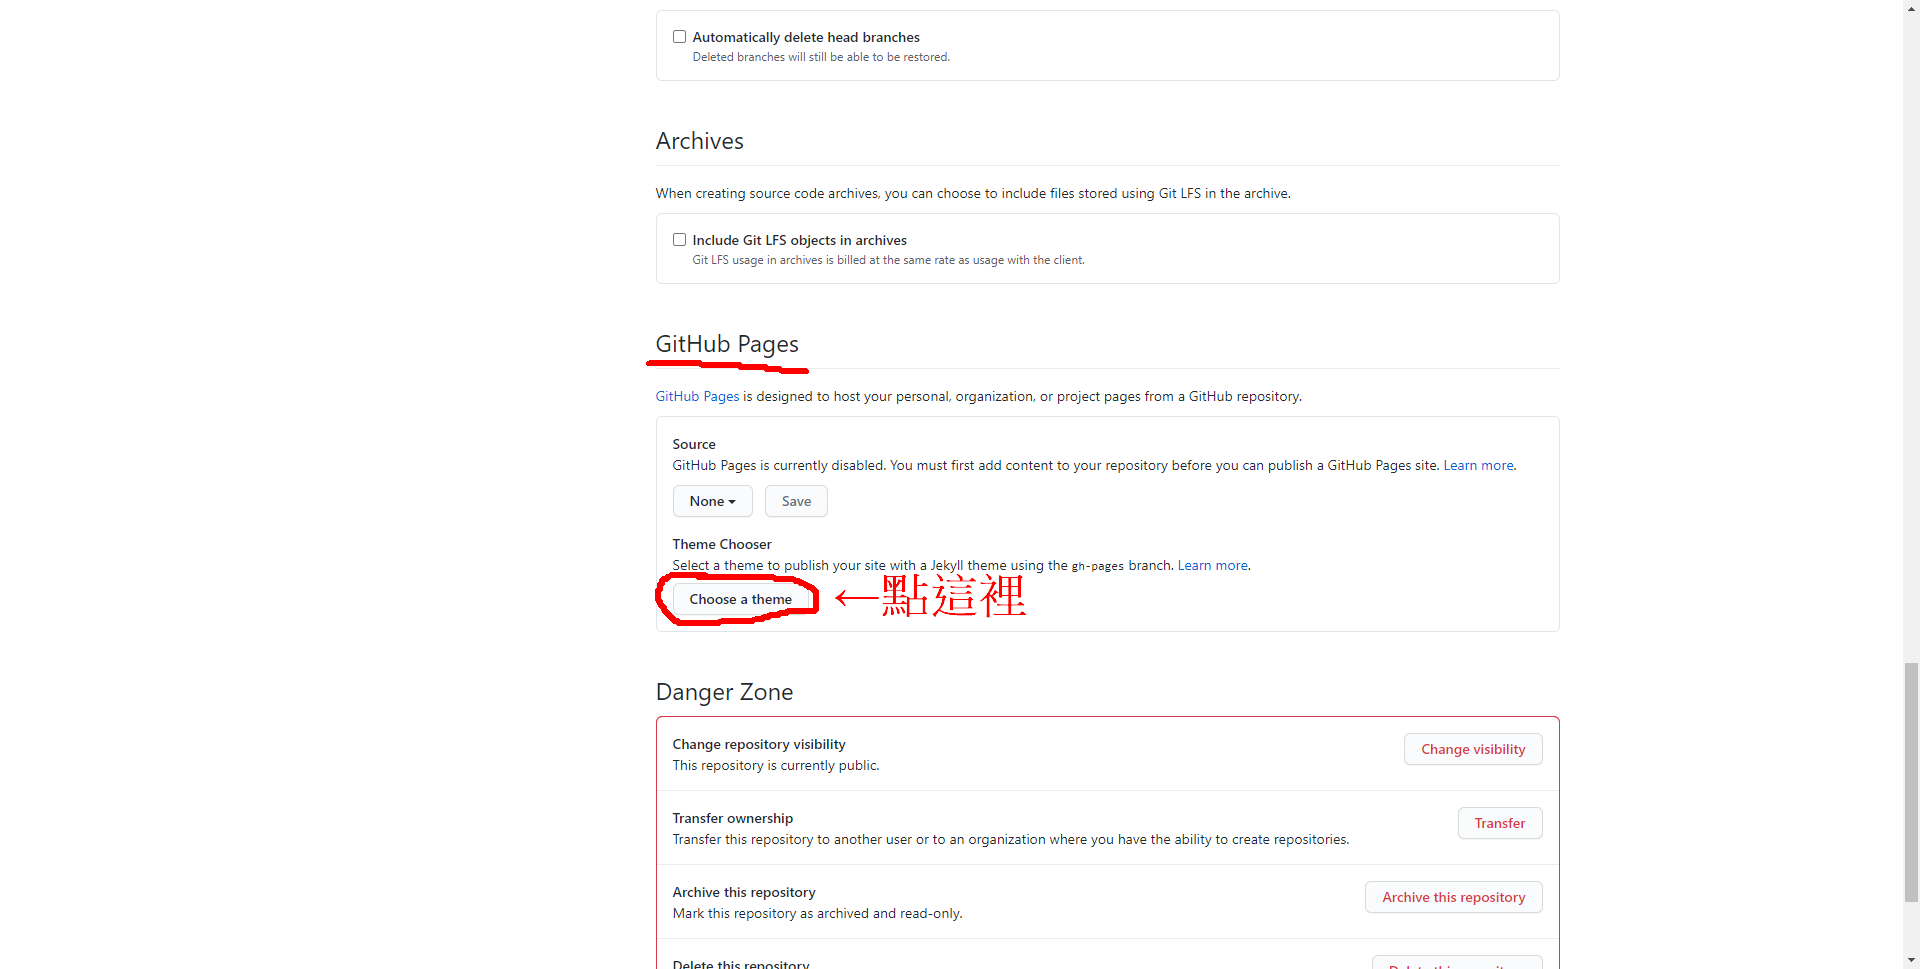 Automatically delete head branches
Deleted branches will still be able to be restored.
Archives
When creating source code archives, you can choose to include files stored using Git LFS in the archive.
Include Git LFS objects in archives
Git LFS usage in archives is billed at the same rate as usage with the client.
GitHub Pages
GitHub Pages is designed to host your personal, organization, or project pages from a GitHub repository.
Source
GitHub Pages is currently disabled. You must first add content to your repository before you can publish a GitHub Pages site. Learn more.
None Save
Theme Chooser
Select a theme to publish your site with a Jekyll theme using the gh-pages branch. Learn more.
Choose a theme ←點這裡
Danger Zone
Change repository visibility
This repository is currently public.
Change visibility
Transfer ownership
Transfer this repository to another user or to an organization where you have the ability to create repositories.
Transfer
Archive this repository
Mark this repository as archived and read-only.
Archive this repository
Delete this repository
Delete this repository